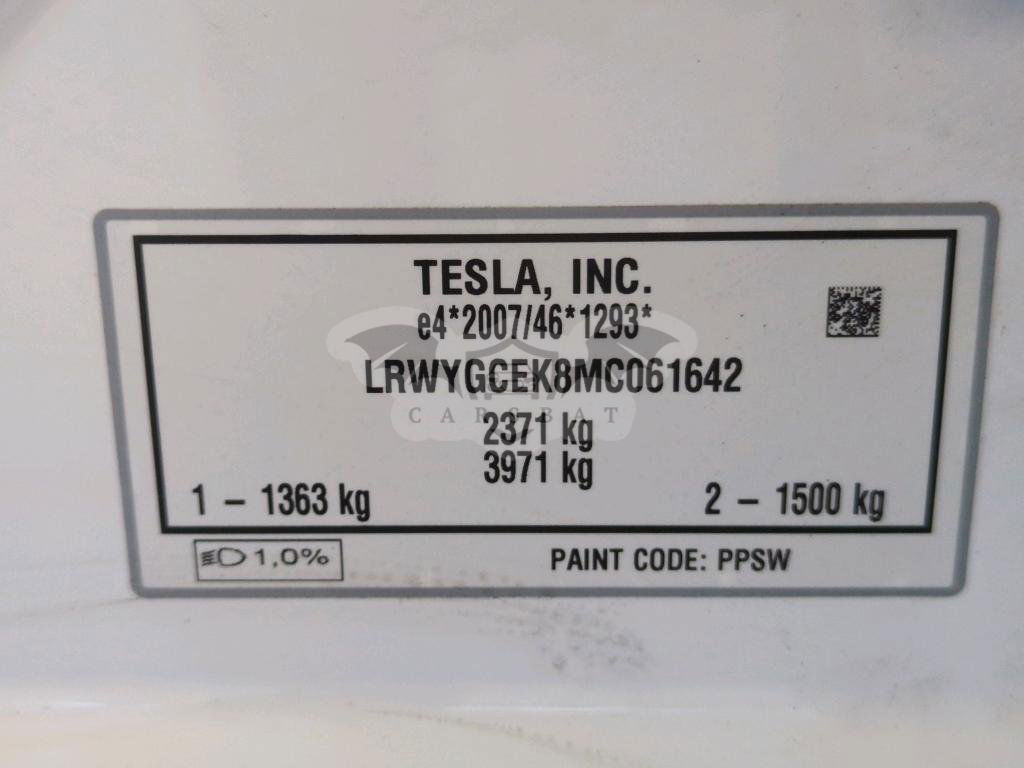 TESLA, INC.
e4*2007/46*1293*
LRWYGCEK8MC061642
CARSBAT
2371 kg
3971 kg
1 – 1363 kg 2 – 1500 kg
1,0% PAINT CODE: PPSW